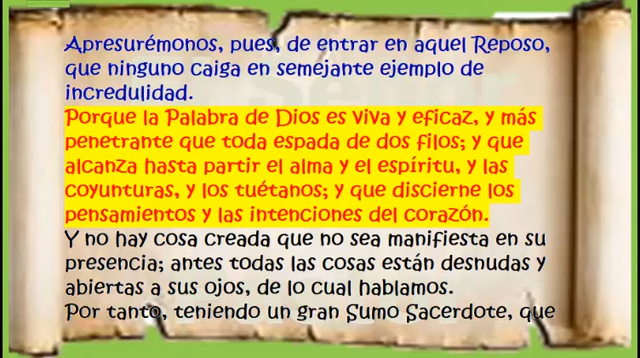 Apresurémonos, pues, de entrar en aquel Reposo,
que ninguno caiga en semejante ejemplo de
incredulidad.
Porque la Palabra de Dios es viva y eficaz, y más
penetrante que toda espada de dos filos; y que
alcanza hasta partir el alma y el espíritu, y las
coyunturas, y los tuétanos; y que discierne los
pensamientos y las intenciones del corazón.
Y no hay cosa creada que no sea manifiesta en su
presencia; antes todas las cosas están desnudas y
abiertas a sus ojos, de lo cual hablamos.
Por tanto, teniendo un gran Sumo Sacerdote, que